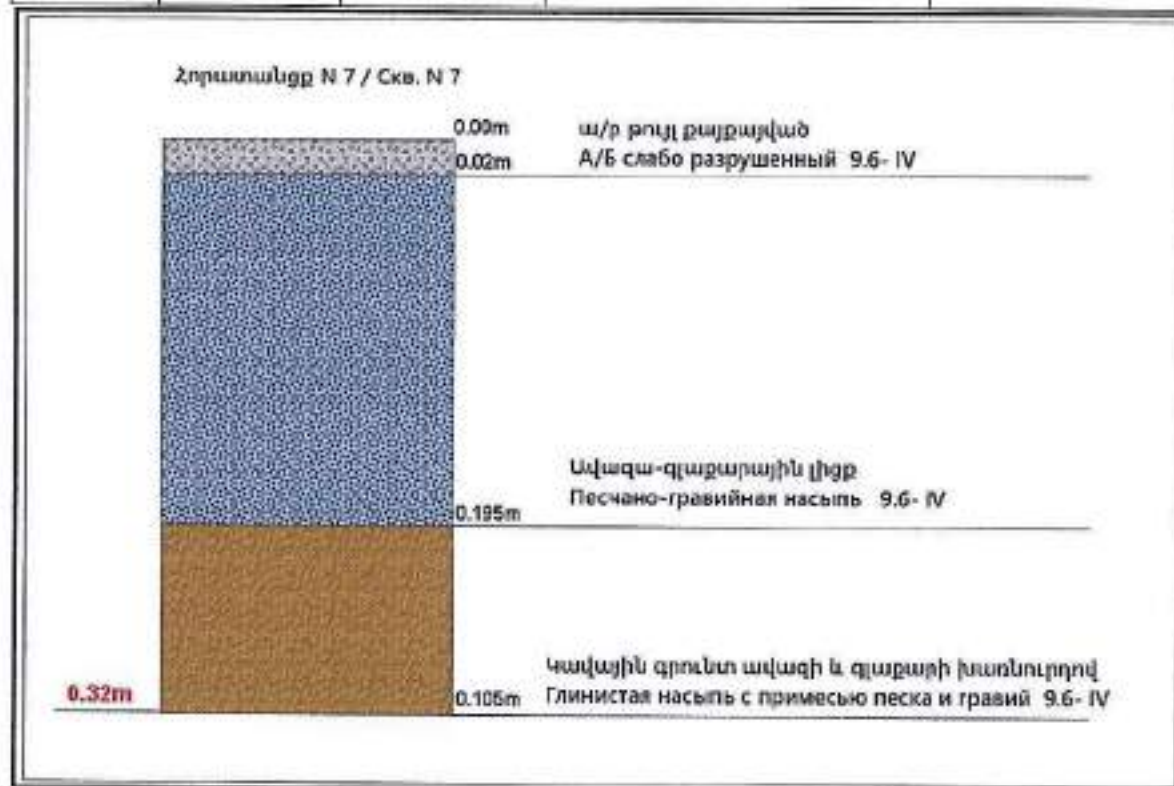 Հորատանցք N 7 / Скв. N 7
0.00m
ա/բ թույլ քայքայված
0.02m
А/Б слабо разрушенный 9.6- IV
Ավազա-գլաքարային լիցք
Песчано-гравийная насыпь 9.6- IV
0.195m
Կավային գրունտ ավազի և գլաքարի խառնուրդով
0.32m
0.105m
Глинистая насыпь с примесью песка и гравий 9.6- IV